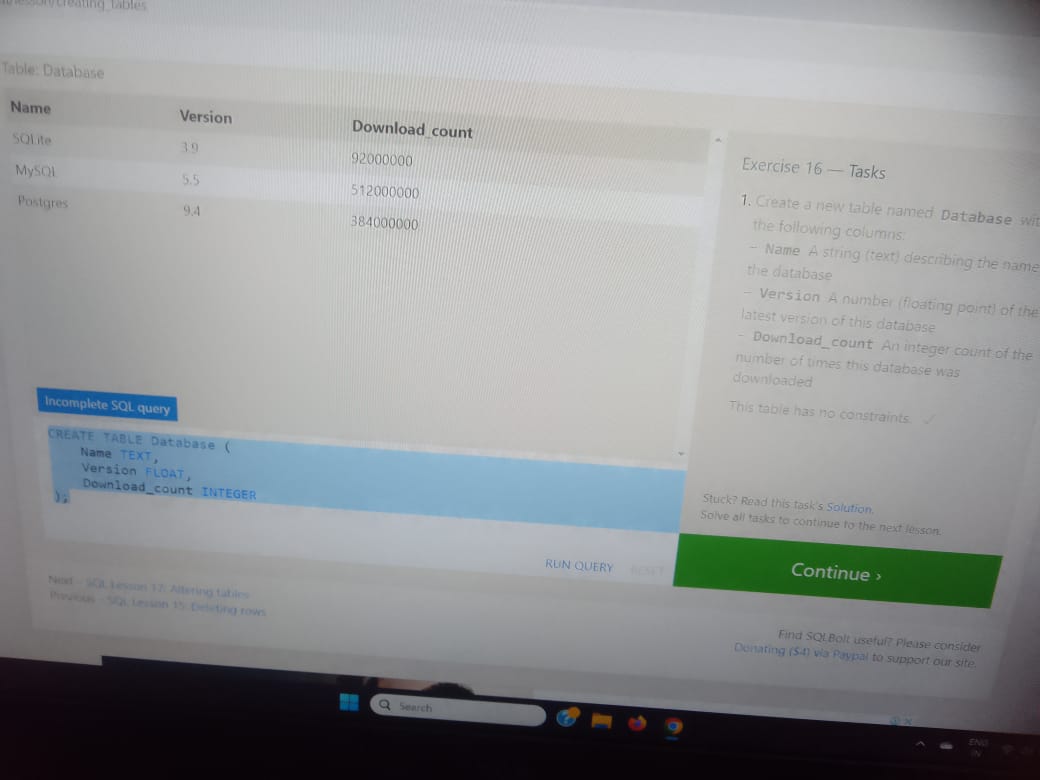 creating_tables
Table: Database
Name Version Download_count
SQLite 3.9 92000000
MySQL 5.5 512000000
Postgres 9.4 384000000
Exercise 16 — Tasks
1. Create a new table named Database
the following columns:
– Name A string (text) describing the name
the database
– Version A number (floating point) of the
latest version of this database
– Download_count An integer count of the
number of times this database was
downloaded
This table has no constraints. ✓
Incomplete SQL query
CREATE TABLE Database (
Name TEXT,
Version FLOAT,
Download_count INTEGER
);
RUN QUERY RESET
Stuck? Read this task's Solution.
Solve all tasks to continue to the next lesson.
Continue ›
Next – SQL Lesson 17: Altering tables
Previous – SQL Lesson 15: Deleting rows
Find SQLBolt useful? Please consider
Donating ($4) via Paypal to support our site.
Search
ENG
IN